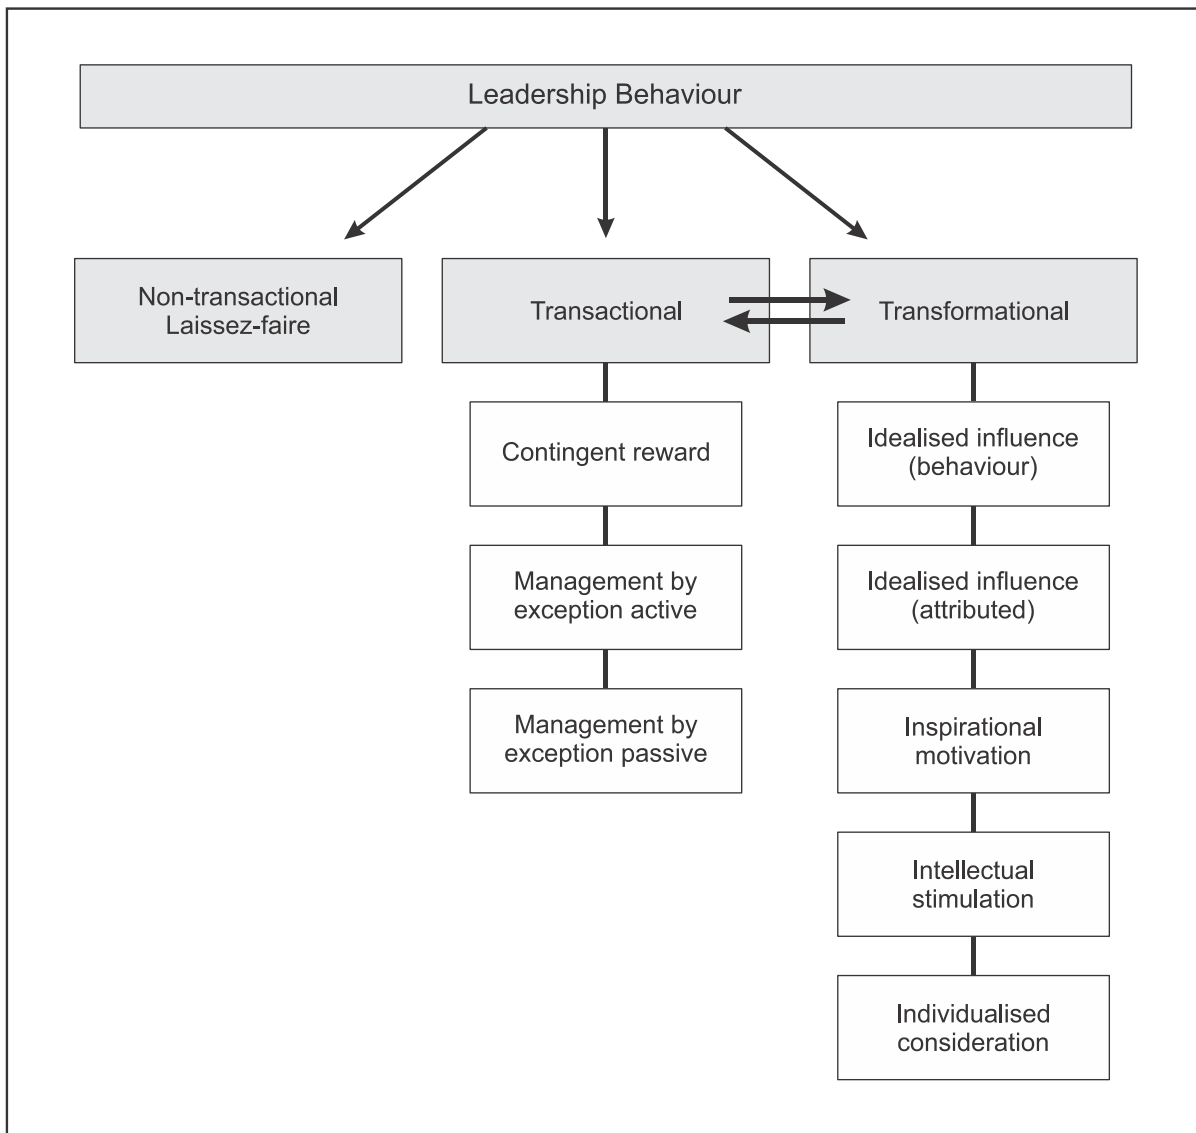 Leadership Behaviour
Non-transactional
Laissez-faire
Transactional
Transformational
Contingent reward
Management by
exception active
Management by
exception passive
Idealised influence
(behaviour)
Idealised influence
(attributed)
Inspirational
motivation
Intellectual
stimulation
Individualised
consideration